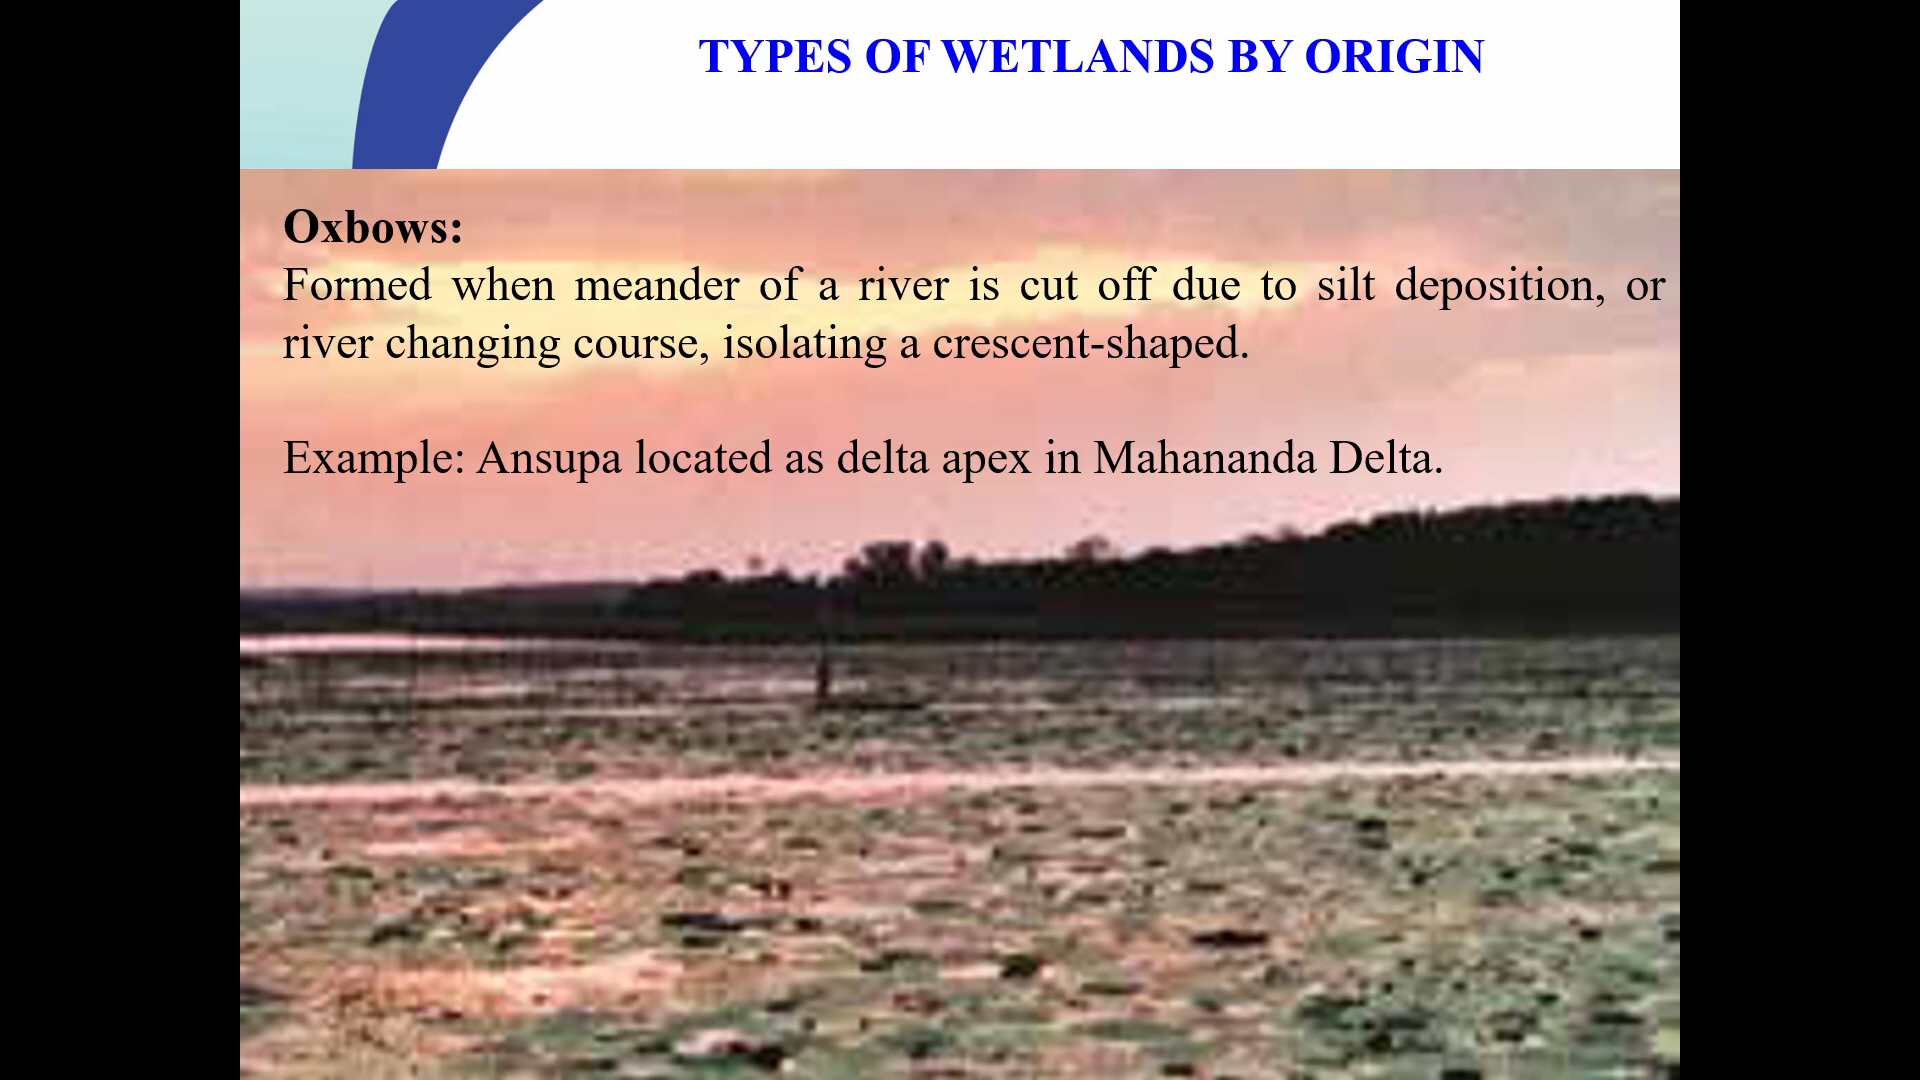 TYPES OF WETLANDS BY ORIGIN
Oxbows:
Formed when meander of a river is cut off due to silt deposition, or
river changing course, isolating a crescent-shaped.
Example: Ansupa located as delta apex in Mahananda Delta.